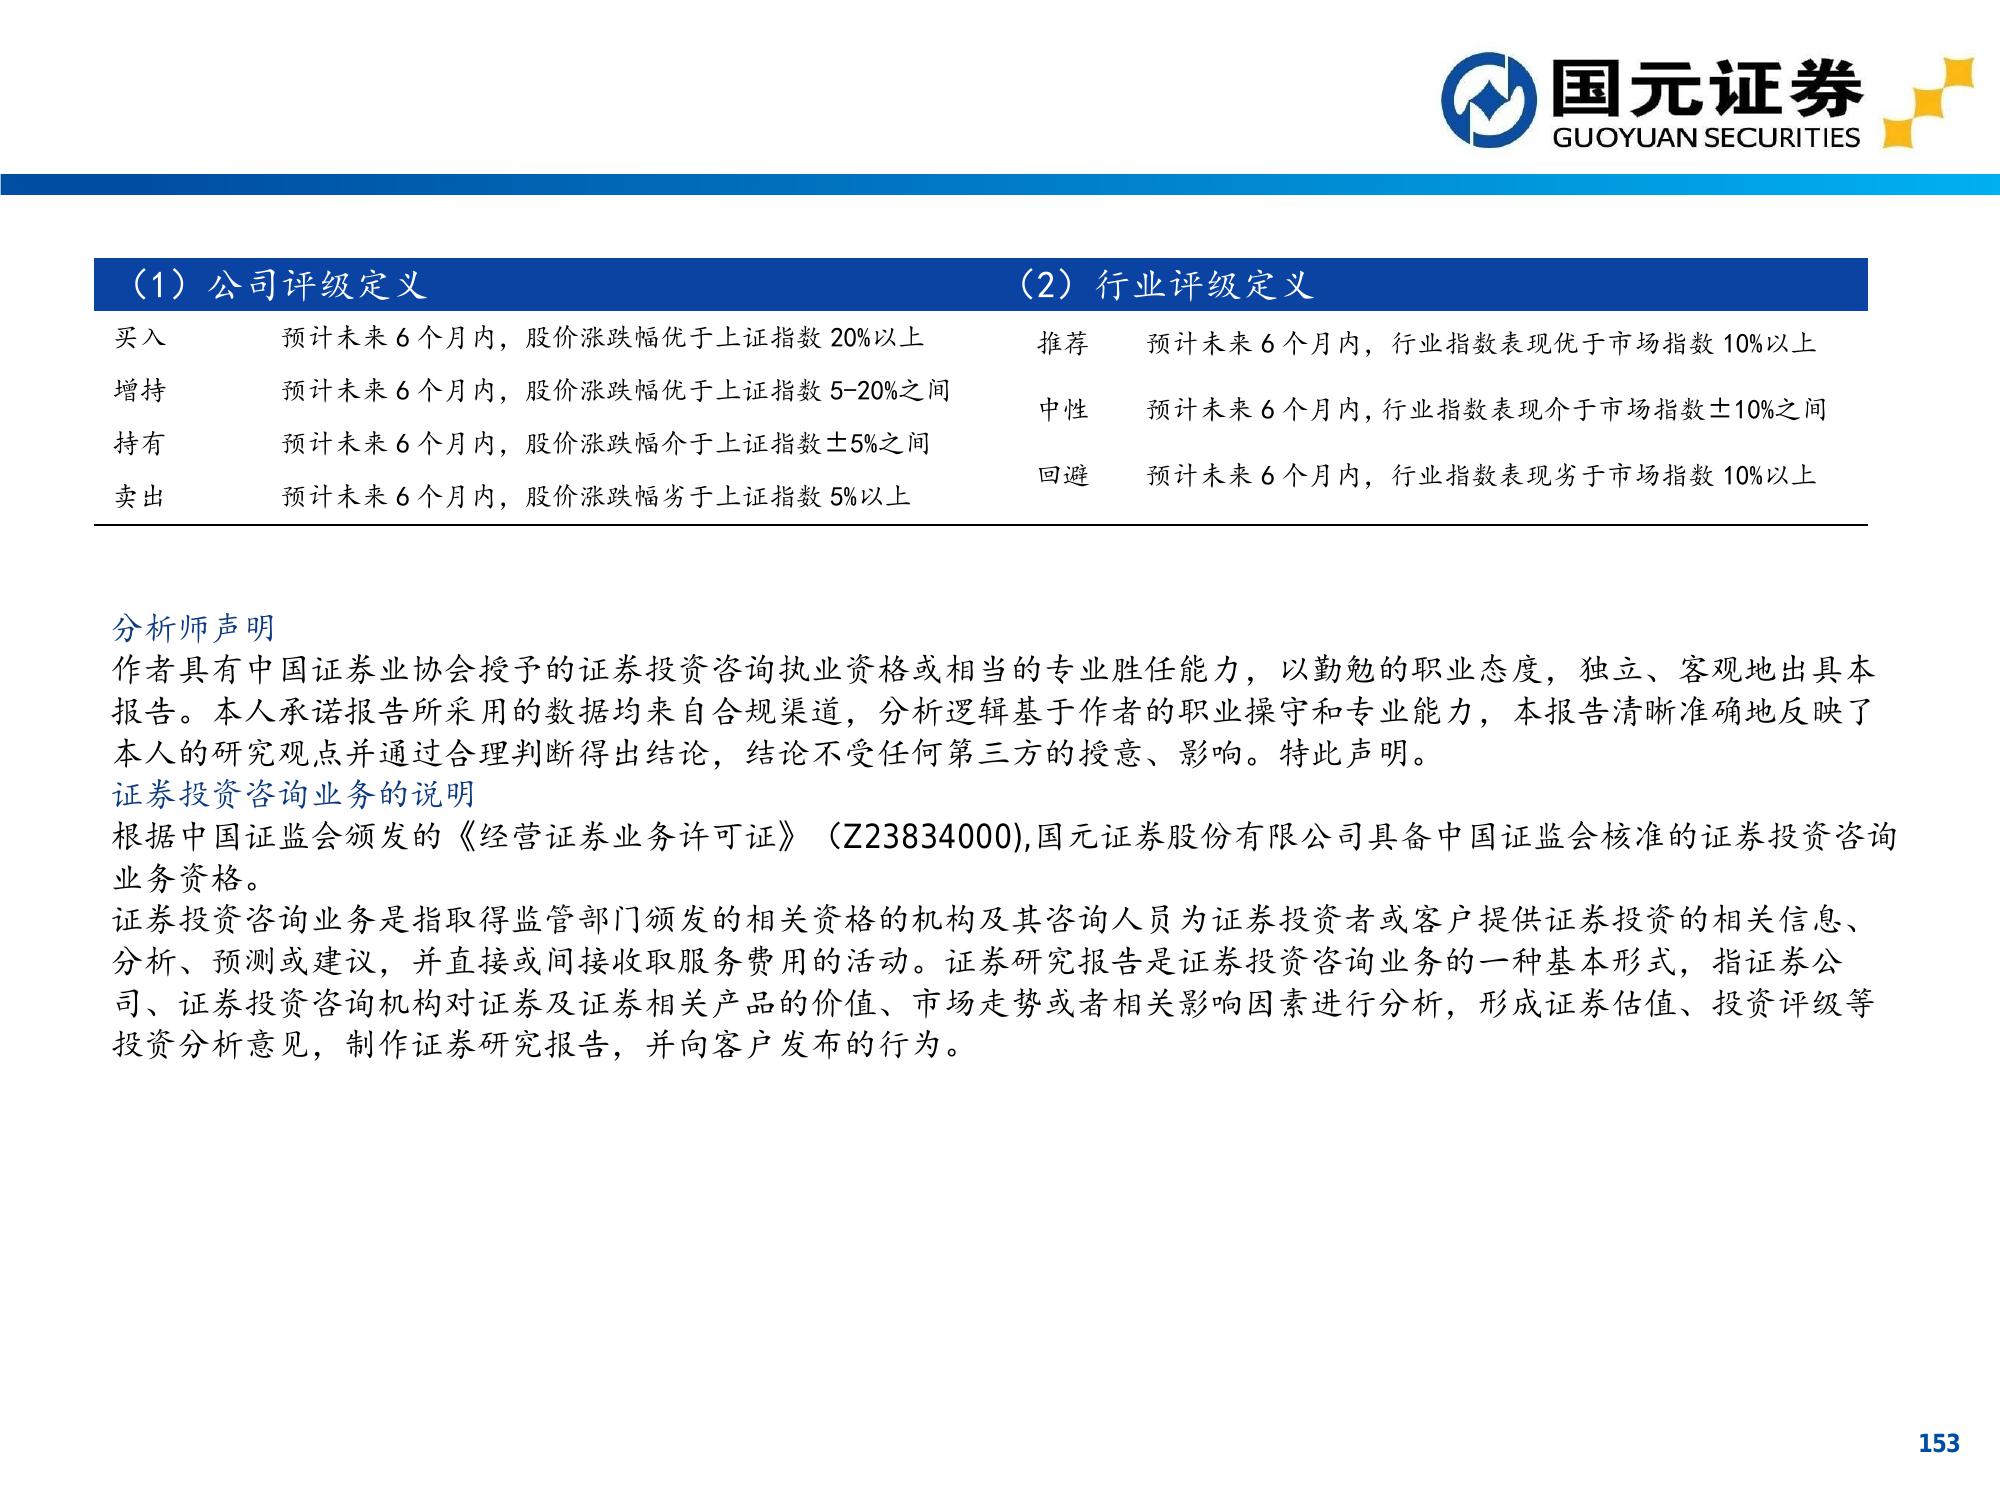 国元证券
GUOYUAN SECURITIES
（1）公司评级定义 （2）行业评级定义
买入 预计未来 6 个月内，股价涨跌幅优于上证指数 20%以上
增持 预计未来 6 个月内，股价涨跌幅优于上证指数 5-20%之间
持有 预计未来 6 个月内，股价涨跌幅介于上证指数±5%之间
卖出 预计未来 6 个月内，股价涨跌幅劣于上证指数 5%以上
推荐 预计未来 6 个月内，行业指数表现优于市场指数 10%以上
中性 预计未来 6 个月内,行业指数表现介于市场指数±10%之间
回避 预计未来 6 个月内，行业指数表现劣于市场指数 10%以上
分析师声明
作者具有中国证券业协会授予的证券投资咨询执业资格或相当的专业胜任能力，以勤勉的职业态度，独立、客观地出具本
报告。本人承诺报告所采用的数据均来自合规渠道，分析逻辑基于作者的职业操守和专业能力，本报告清晰准确地反映了
本人的研究观点并通过合理判断得出结论，结论不受任何第三方的授意、影响。特此声明。
证券投资咨询业务的说明
根据中国证监会颁发的《经营证券业务许可证》（Z23834000),国元证券股份有限公司具备中国证监会核准的证券投资咨询
业务资格。
证券投资咨询业务是指取得监管部门颁发的相关资格的机构及其咨询人员为证券投资者或客户提供证券投资的相关信息、
分析、预测或建议，并直接或间接收取服务费用的活动。证券研究报告是证券投资咨询业务的一种基本形式，指证券公
司、证券投资咨询机构对证券及证券相关产品的价值、市场走势或者相关影响因素进行分析，形成证券估值、投资评级等
投资分析意见，制作证券研究报告，并向客户发布的行为。
153